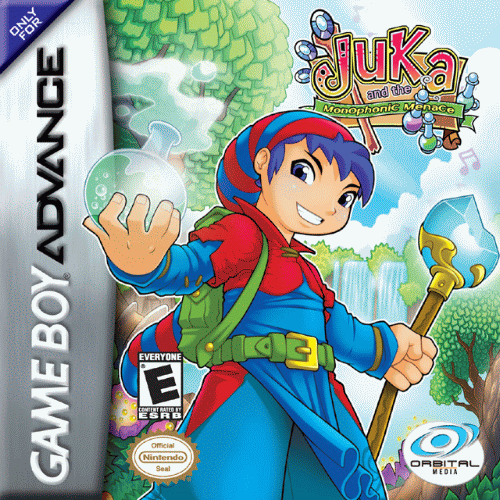 ONLY
FOR
GAME BOY ADVANCE
Juka
and the
Monophonic Menace
EVERYONE
E
CONTENT RATED BY
ESRB
Official
Nintendo
Seal
ORBITAL
MEDIA